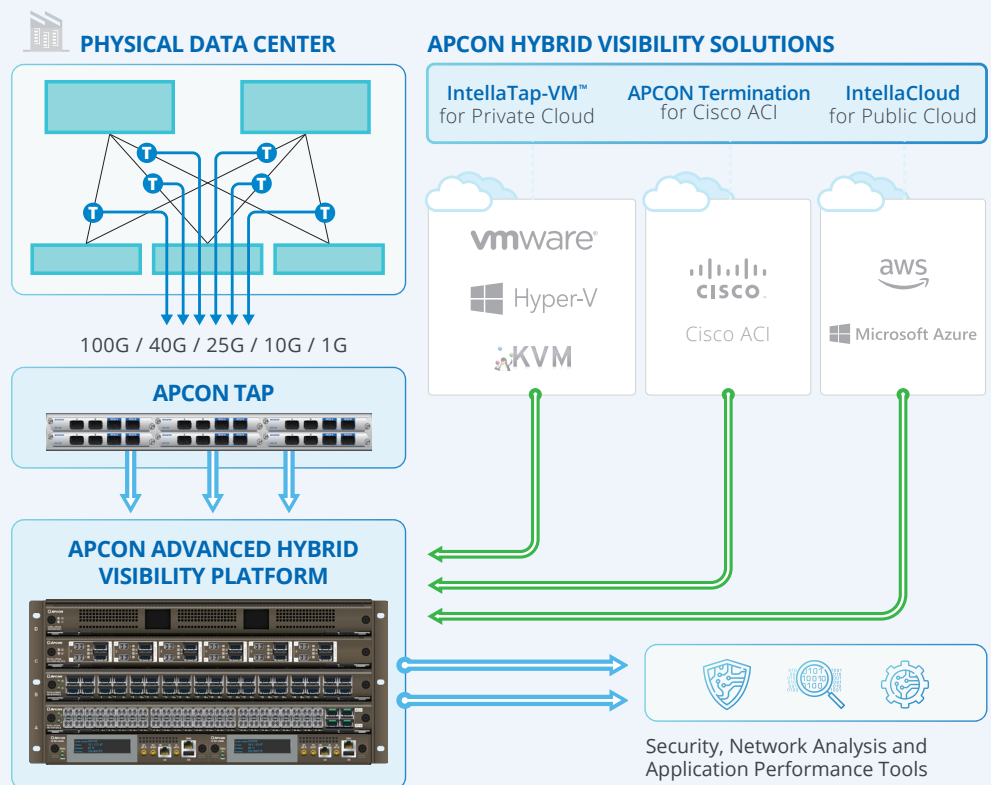 PHYSICAL DATA CENTER
T
T
T
T
T
T
100G / 40G / 25G / 10G / 1G
APCON TAP
APCON ADVANCED HYBRID
VISIBILITY PLATFORM
APCON HYBRID VISIBILITY SOLUTIONS
IntellaTap-VM™
for Private Cloud
APCON Termination
for Cisco ACI
IntellaCloud
for Public Cloud
vmware®
Hyper-V
KVM
CISCO
Cisco ACI
aws
Microsoft Azure
Security, Network Analysis and
Application Performance Tools